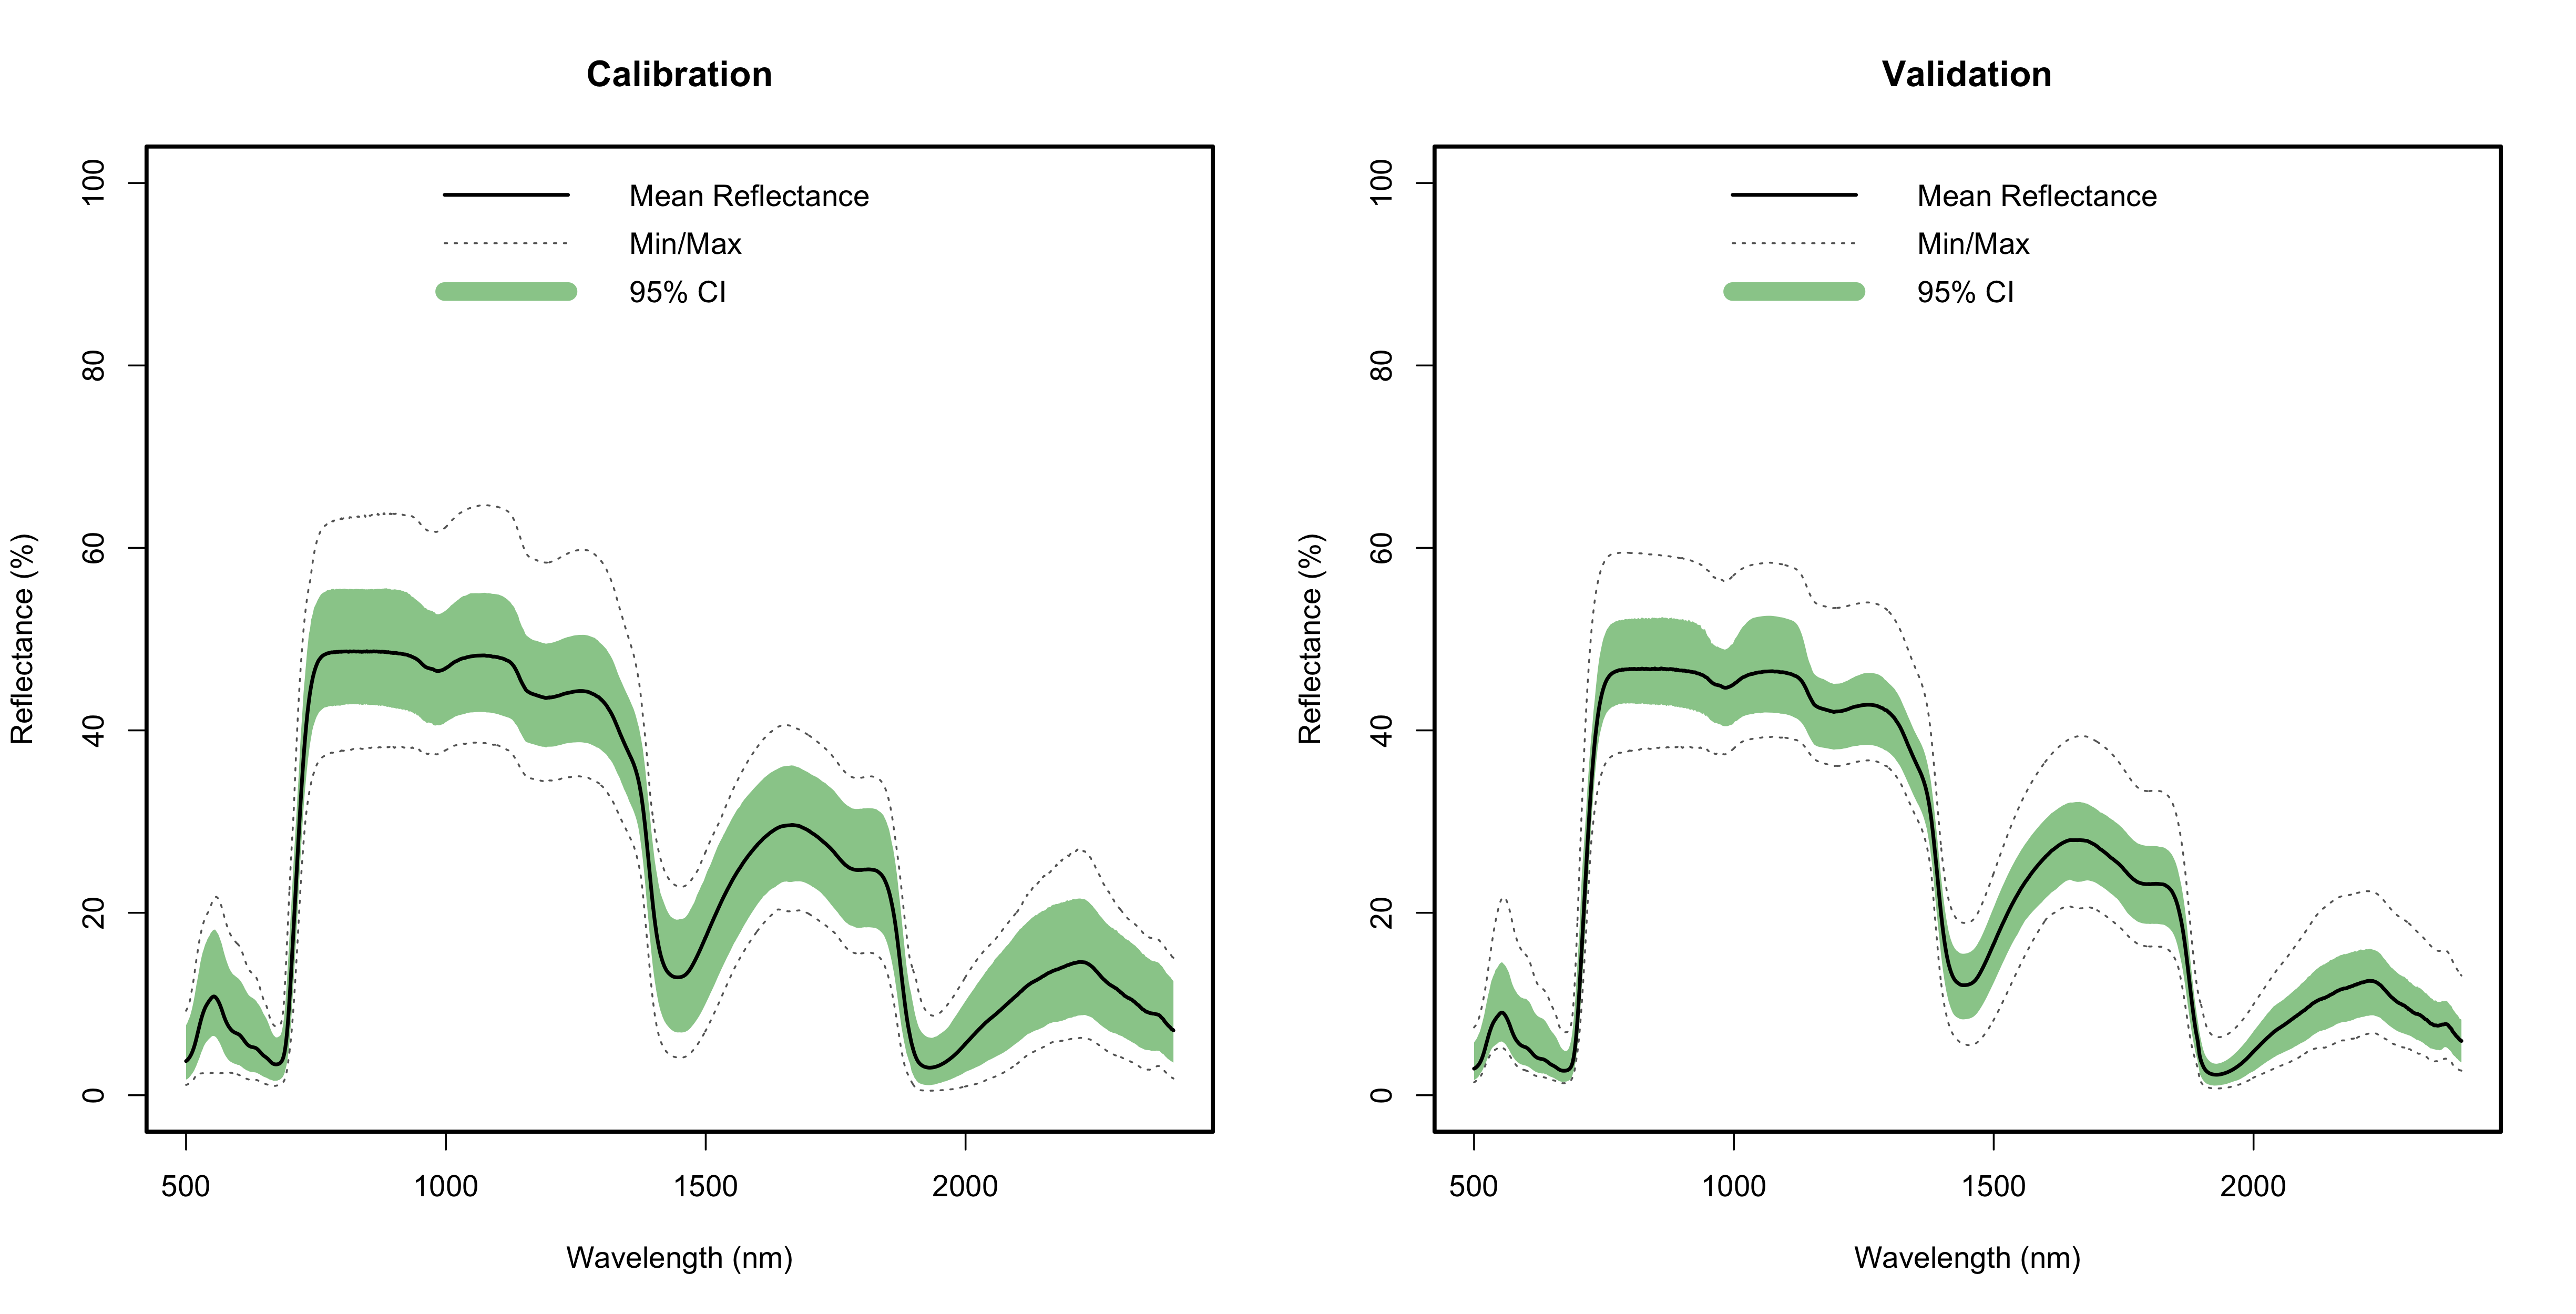 Calibration
Reflectance (%)
100
80
60
40
20
0
Mean Reflectance
Min/Max
95% CI
500 1000 1500 2000
Wavelength (nm)
Validation
Reflectance (%)
100
80
60
40
20
0
Mean Reflectance
Min/Max
95% CI
500 1000 1500 2000
Wavelength (nm)